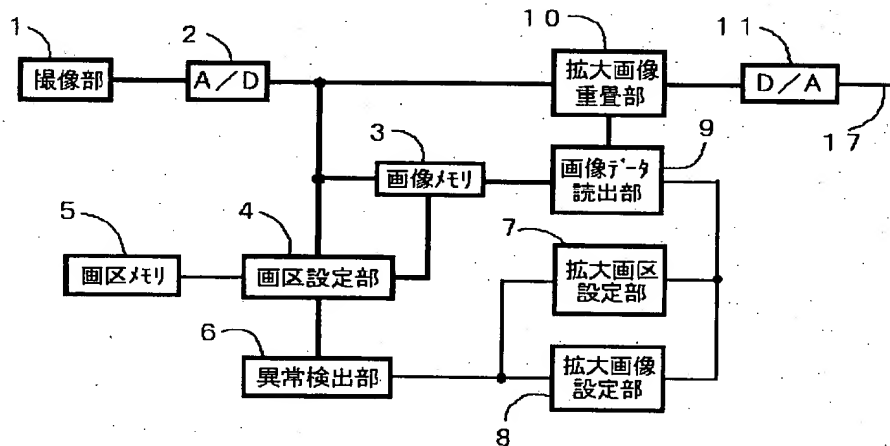 1
撮像部
2
A／D
10
拡大画像
重畳部
11
D／A
17
3
画像ﾒﾓﾘ
9
画像ﾃﾞｰﾀ
読出部
5
画区ﾒﾓﾘ
4
画区設定部
7
拡大画区
設定部
6
異常検出部
拡大画像
設定部
8